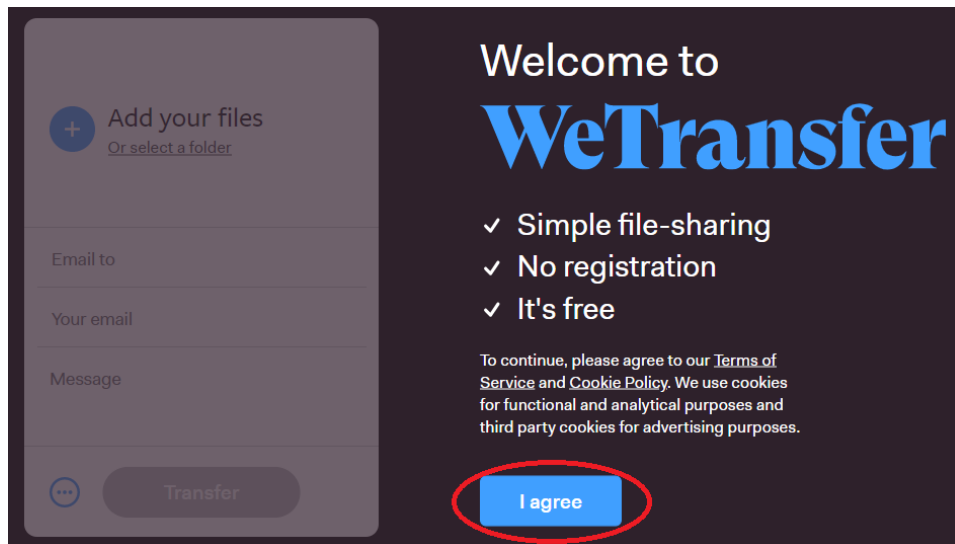 Add your files
Or select a folder
Email to
Your email
Message
Transfer
Welcome to
WeTransfer
Simple file-sharing
No registration
It's free
To continue, please agree to our Terms of
Service and Cookie Policy. We use cookies
for functional and analytical purposes and
third party cookies for advertising purposes.
I agree